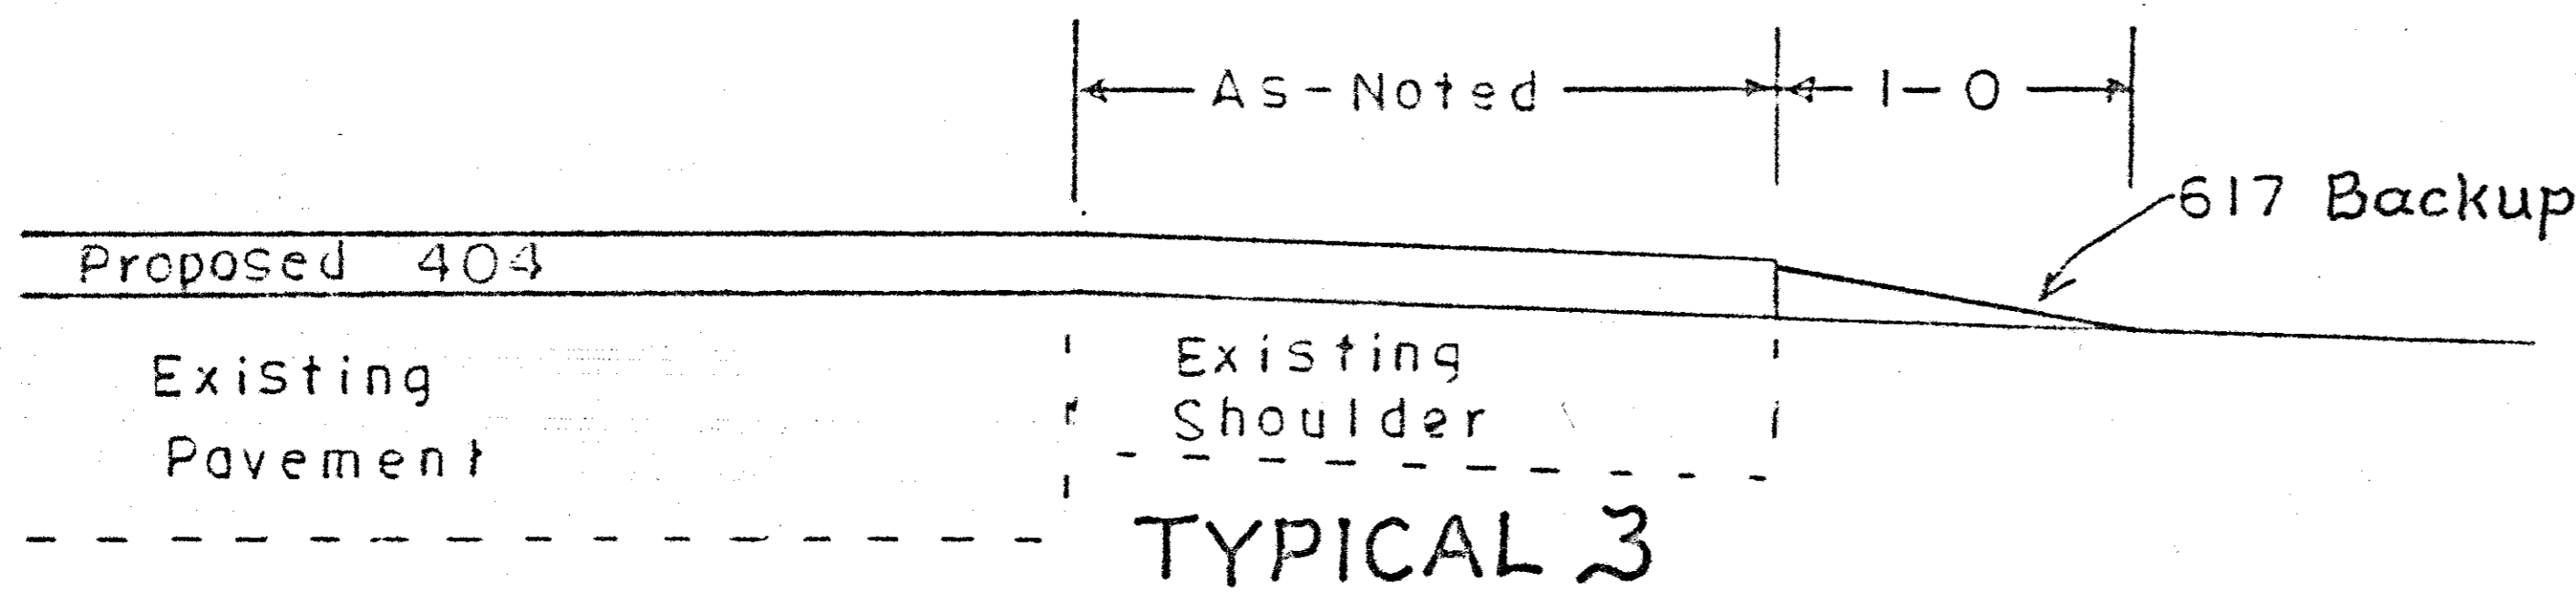 As-Noted
1-0
617 Backup
Proposed 404
Existing
Pavement
Existing
Shoulder
TYPICAL 3